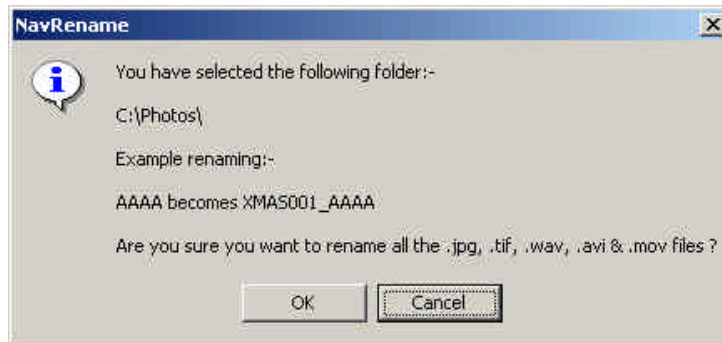 NavRename
You have selected the following folder:-
C:\Photos\
Example renaming:-
AAAA becomes XMAS001_AAAA
Are you sure you want to rename all the .jpg, .tif, .wav, .avi & .mov files ?
OK
Cancel